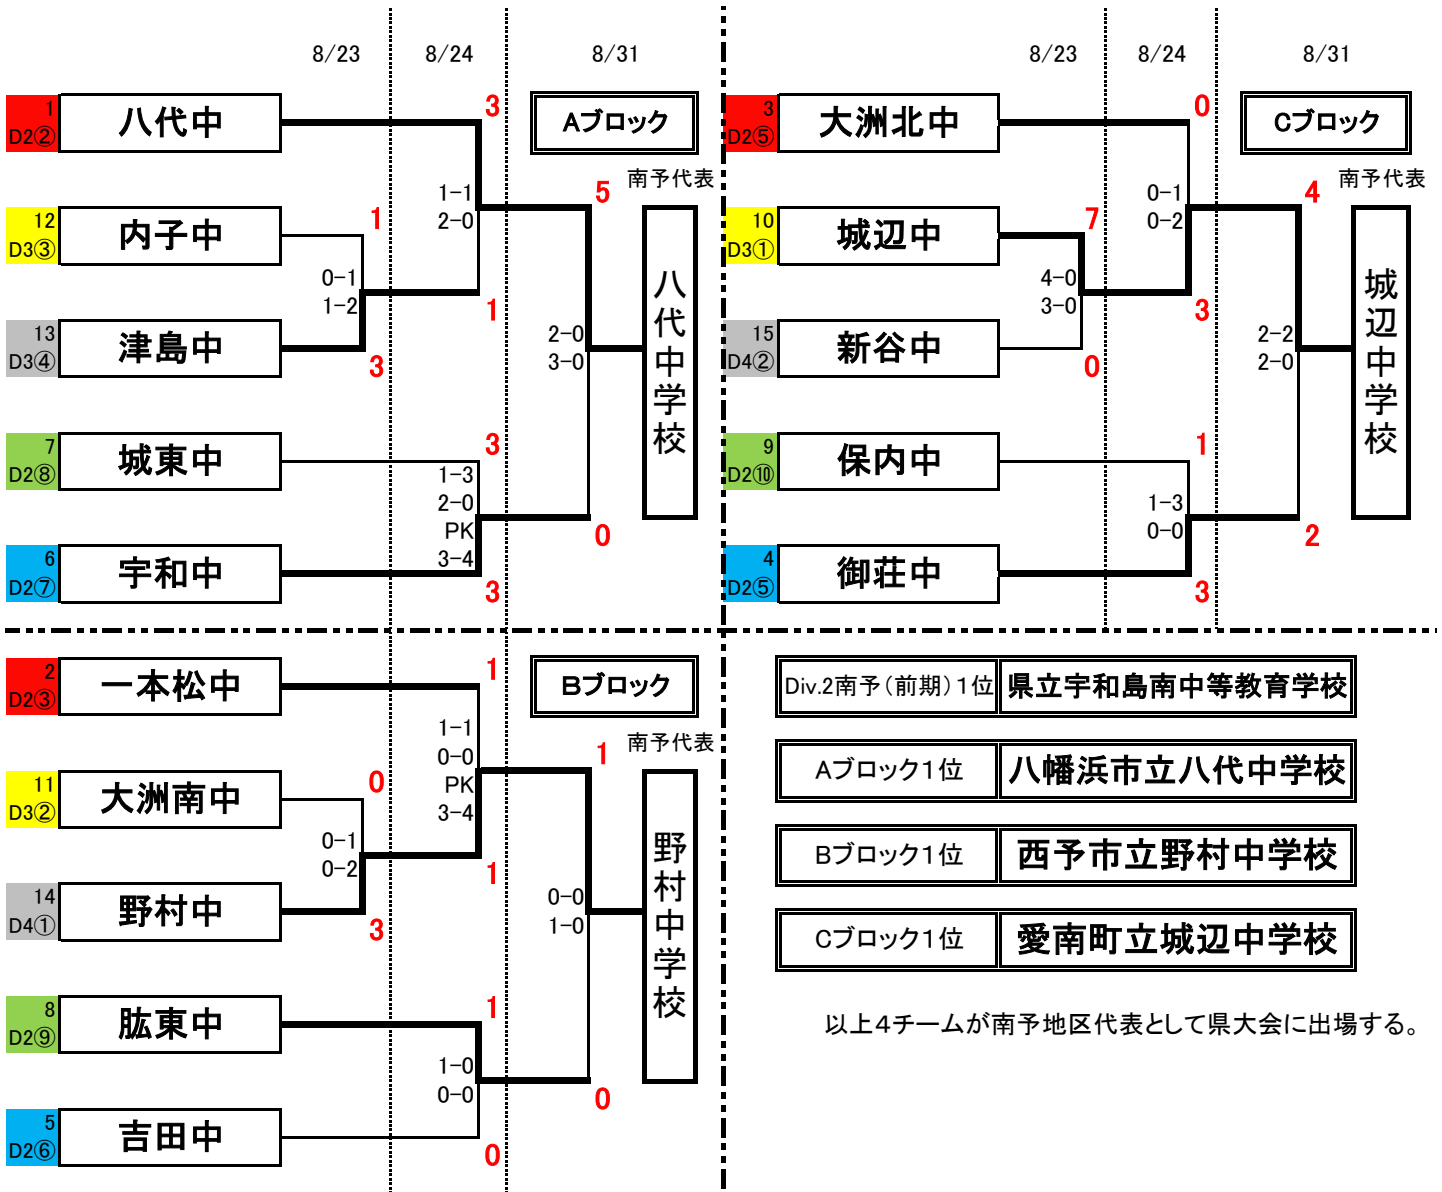 8/23 8/24 8/31
Aブロック
南予代表
1
D2②
八代中
12
D3③
内子中
13
D3④
津島中
7
D2⑧
城東中
6
D2⑦
宇和中
1
0-1
1-2
3
3
1-1
2-0
1
3
1-3
2-0
PK
3-4
3
5
2-0
3-0
0
八代中学校
8/23 8/24 8/31
Cブロック
南予代表
3
D2⑤
大洲北中
10
D3①
城辺中
15
D4②
新谷中
9
D2⑩
保内中
4
D2⑤
御荘中
7
4-0
3-0
0
0
0-1
0-2
3
1
1-3
0-0
3
4
2-2
2-0
2
城辺中学校
Bブロック
南予代表
2
D2③
一本松中
11
D3②
大洲南中
14
D4①
野村中
8
D2⑨
肱東中
5
D2⑥
吉田中
0
0-1
0-2
3
1
1-1
0-0
PK
3-4
1
1
1-0
0-0
0
1
0-0
1-0
0
野村中学校
Div.2南予（前期）1位 県立宇和島南中等教育学校
Aブロック1位 八幡浜市立八代中学校
Bブロック1位 西予市立野村中学校
Cブロック1位 愛南町立城辺中学校
以上４チームが南予地区代表として県大会に出場する。